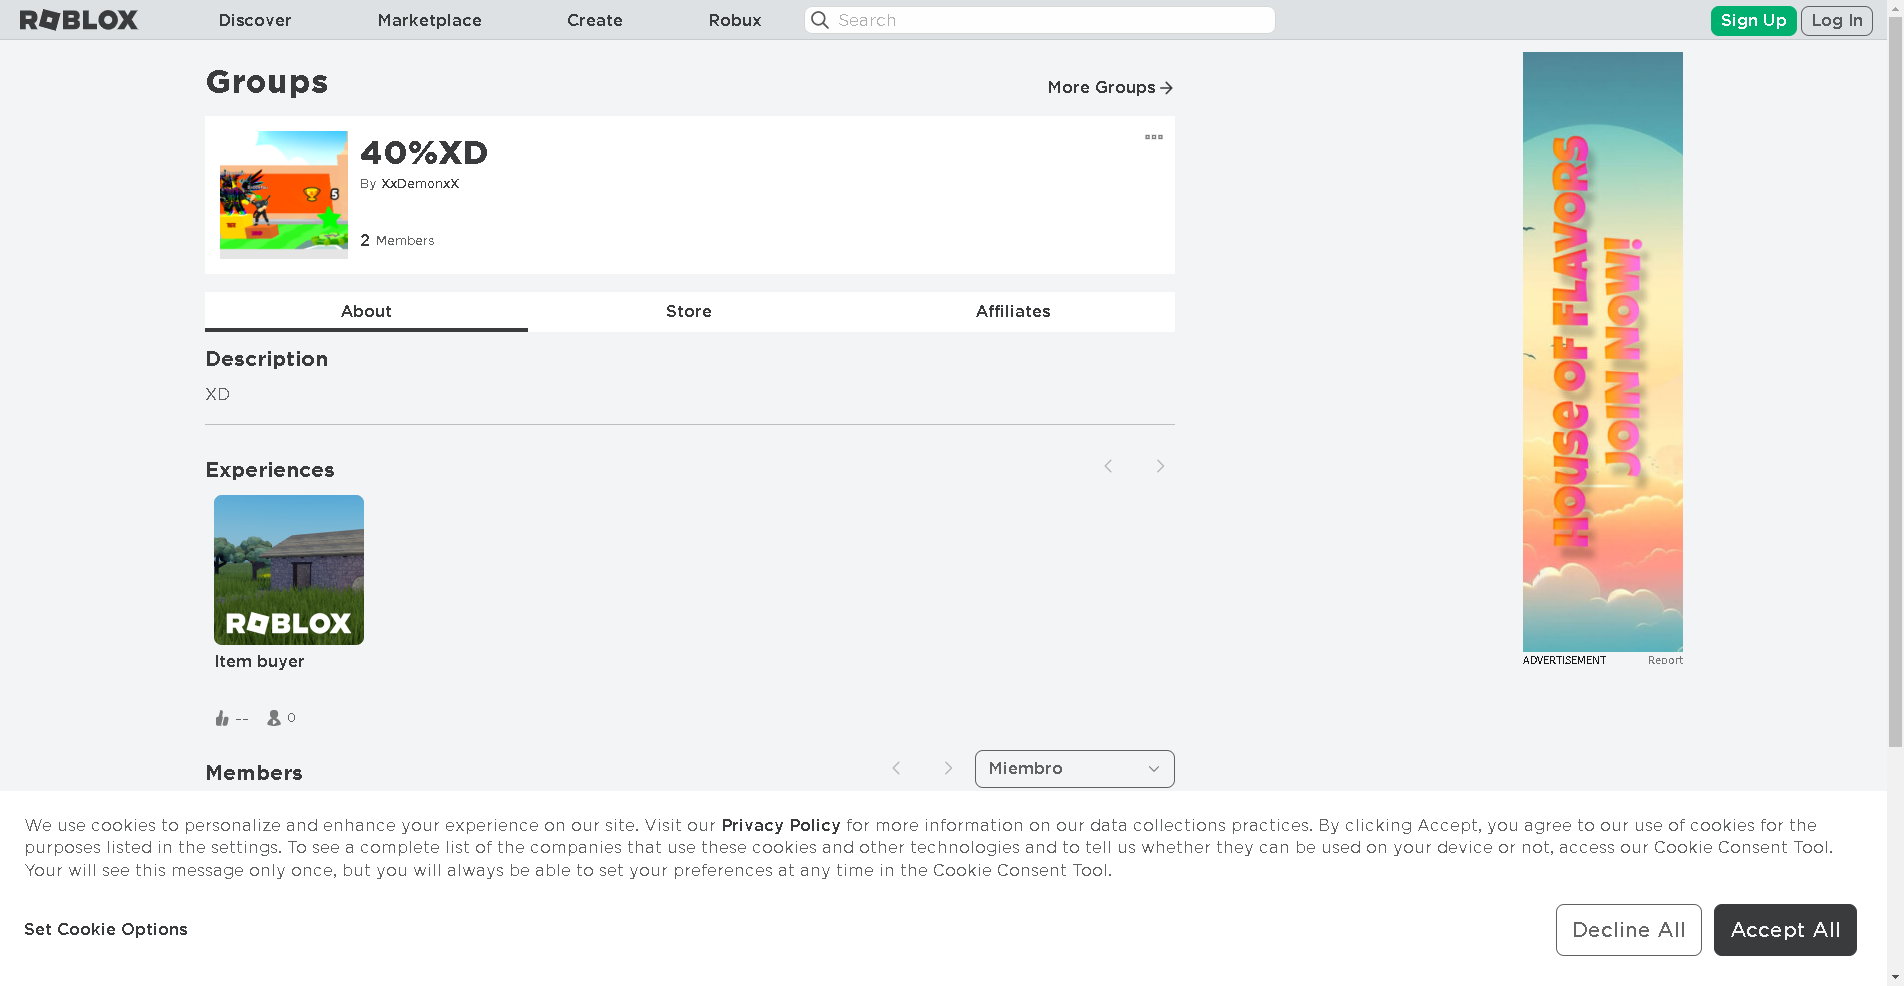 ROBLOX
Discover
Marketplace
Create
Robux
Search
Sign Up
Log In
Groups
More Groups
40%XD
By XxDemonxX
5
2 Members
About
Store
Affiliates
Description
XD
Experiences
ROBLOX
Item buyer
--
0
Members
Miembro
HOUSE OF FLAVORS
JOIN NOW!
ADVERTISEMENT
Report
We use cookies to personalize and enhance your experience on our site. Visit our Privacy Policy for more information on our data collections practices. By clicking Accept, you agree to our use of cookies for the
purposes listed in the settings. To see a complete list of the companies that use these cookies and other technologies and to tell us whether they can be used on your device or not, access our Cookie Consent Tool.
Your will see this message only once, but you will always be able to set your preferences at any time in the Cookie Consent Tool.
Set Cookie Options
Decline All
Accept All